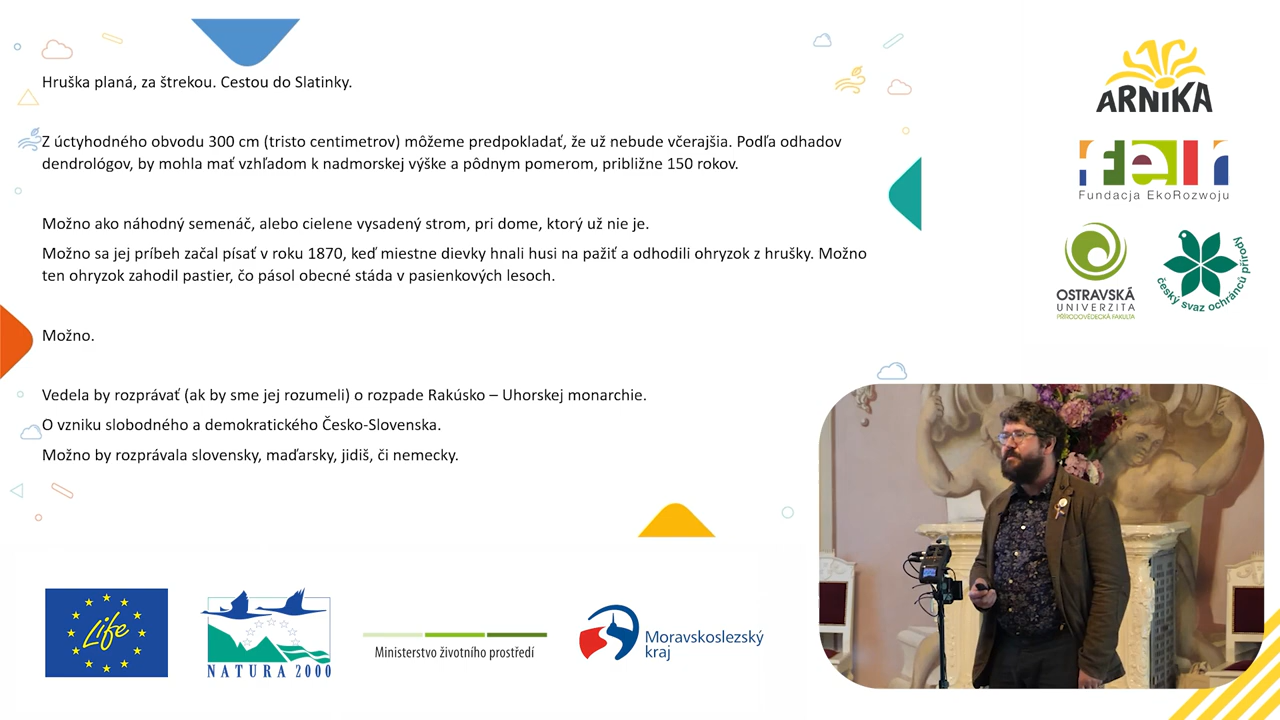 Hruška planá, za štrekou. Cestou do Slatinky.
Z úctyhodného obvodu 300 cm (tristo centimetrov) môžeme predpokladať, že už nebude včerajšia. Podľa odhadov
dendrológov, by mohla mať vzhľadom k nadmorskej výške a pôdnym pomerom, približne 150 rokov.
Možno ako náhodný semenáč, alebo cielene vysadený strom, pri dome, ktorý už nie je.
Možno sa jej príbeh začal písať v roku 1870, keď miestne dievky hnali husi na pažiť a odhodili ohryzok z hrušky. Možno
ten ohryzok zahodil pastier, čo pásol obecné stáda v pasienkových lesoch.
Možno.
Vedela by rozprávať (ak by sme jej rozumeli) o rozpade Rakúsko – Uhorskej monarchie.
O vzniku slobodného a demokratického Česko-Slovenska.
Možno by rozprávala slovensky, maďarsky, jidiš, či nemecky.
ARNIKA
feri
Fundacja EkoRozwoju
OSTRAVSKÁ
UNIVERZITA
PŘÍRODOVĚDECKÁ FAKULTA
český svaz ochránců přírody
Life
NATURA 2000
Ministerstvo životního prostředí
Moravskoslezský
kraj